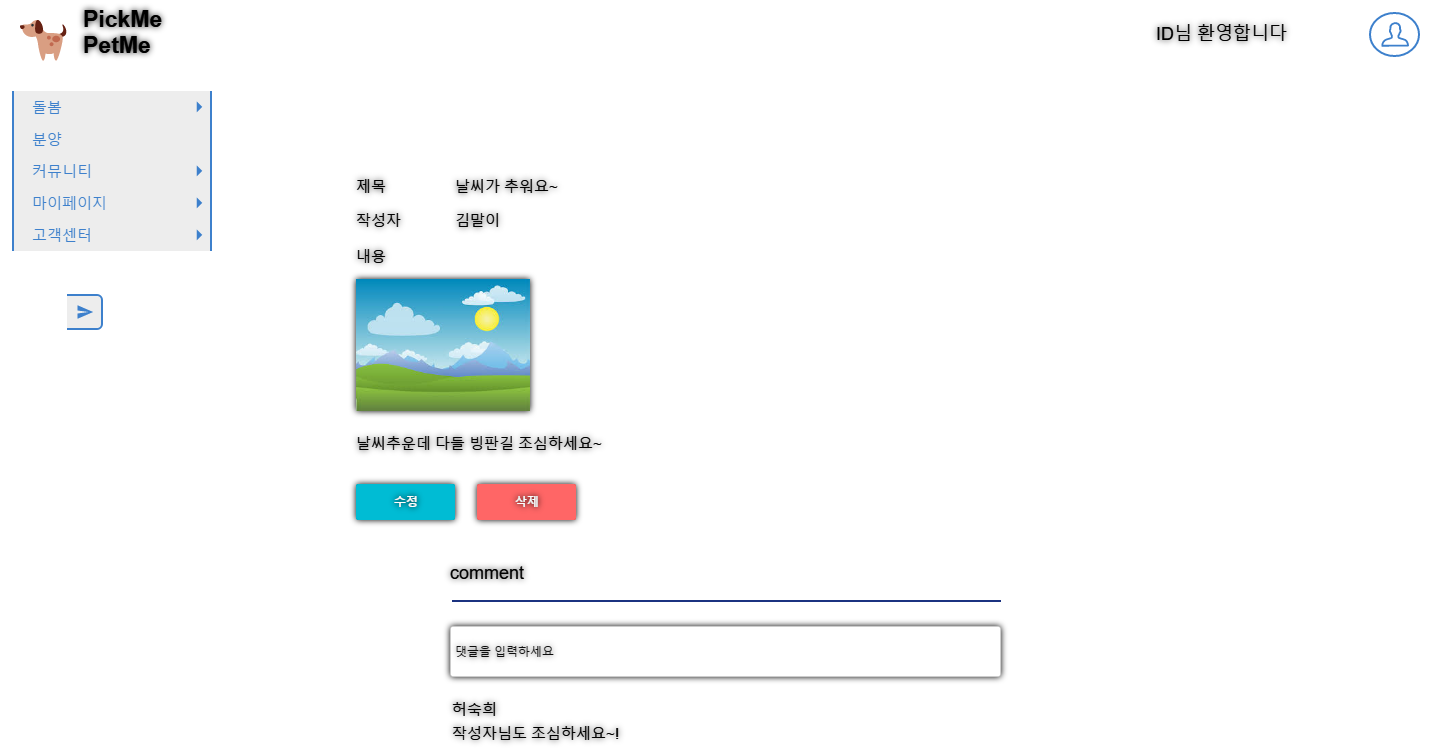 PickMe
PetMe
ID님 환영합니다
돌봄
분양
커뮤니티
마이페이지
고객센터
제목 날씨가 추워요~
작성자 김말이
내용
날씨추운데 다들 빙판길 조심하세요~
수정 삭제
comment
댓글을 입력하세요
허숙희
작성자님도 조심하세요~!